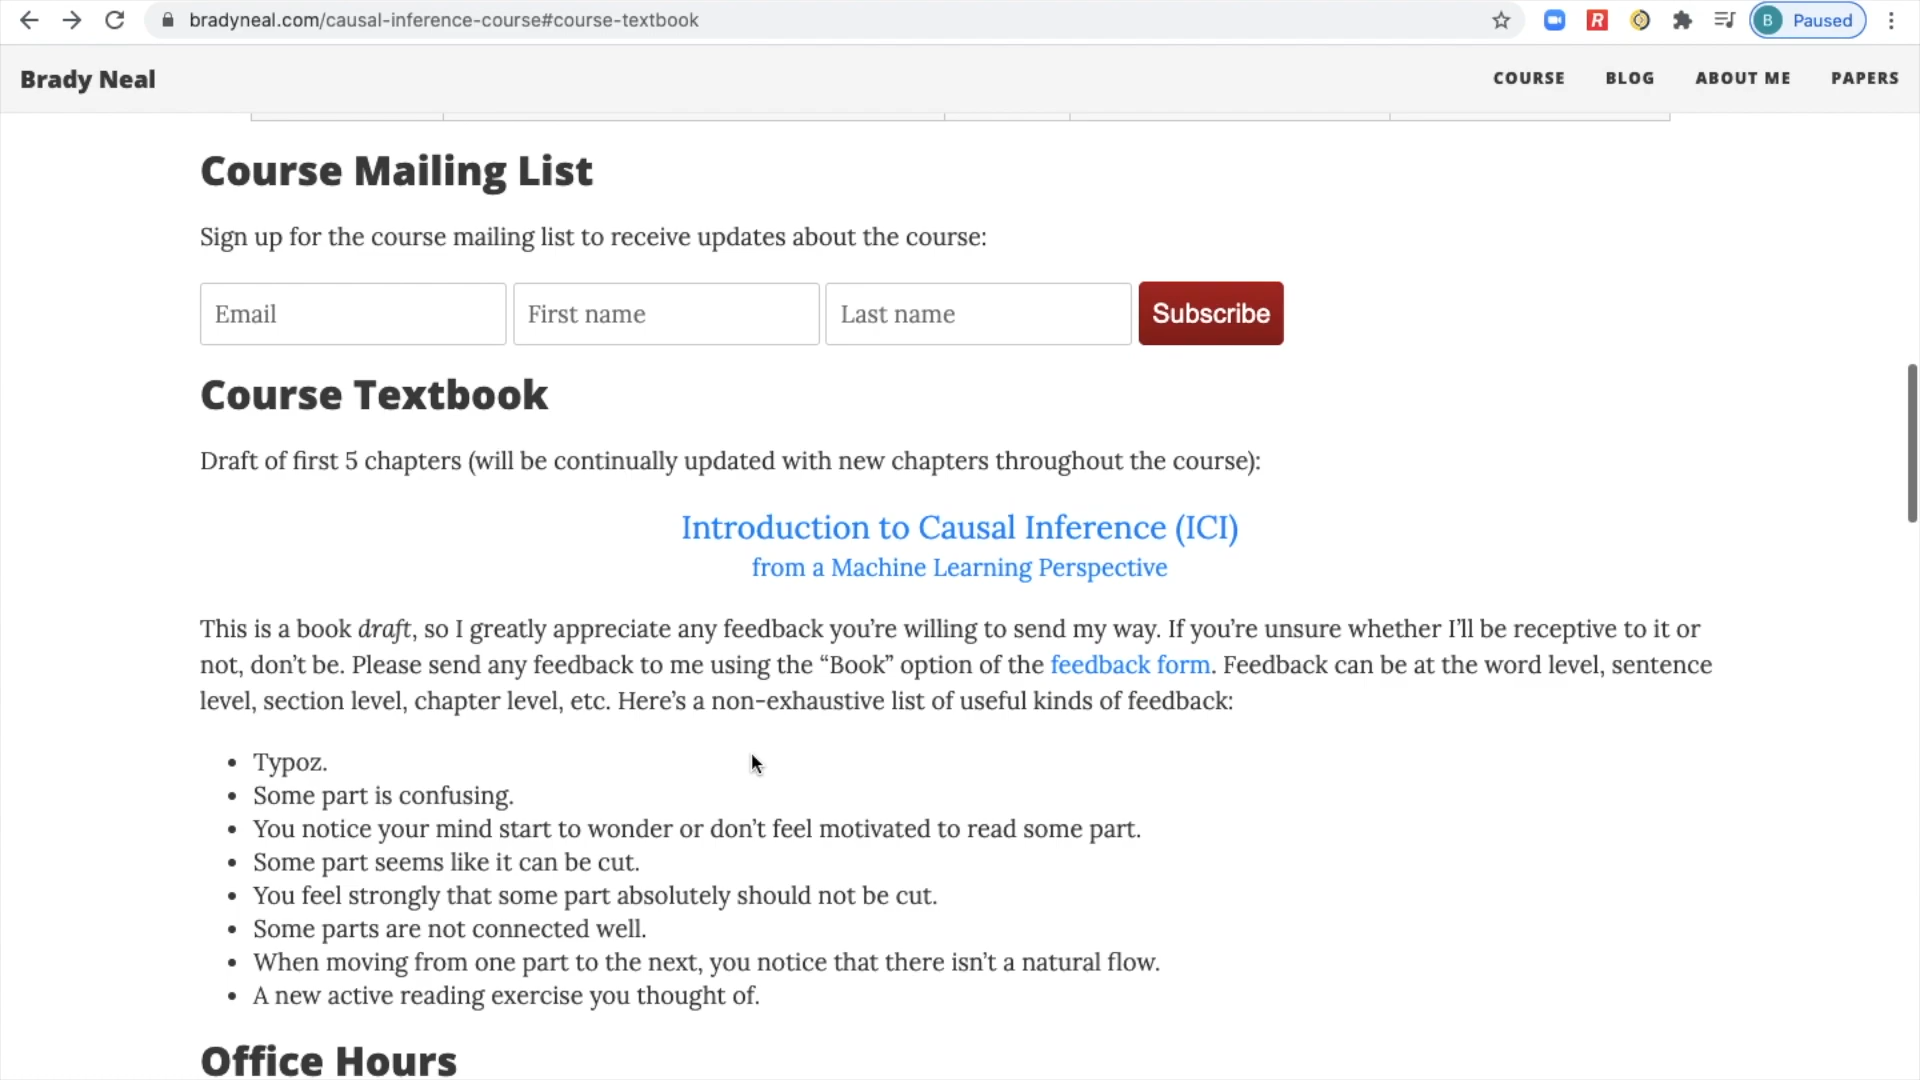 bradyneal.com/causal-inference-course#course-textbook
R
B
Paused
Brady Neal
COURSE
BLOG
ABOUT ME
PAPERS
Course Mailing List
Sign up for the course mailing list to receive updates about the course:
Email
First name
Last name
Subscribe
Course Textbook
Draft of first 5 chapters (will be continually updated with new chapters throughout the course):
Introduction to Causal Inference (ICI)
from a Machine Learning Perspective
This is a book draft, so I greatly appreciate any feedback you’re willing to send my way. If you’re unsure whether I’ll be receptive to it or
not, don’t be. Please send any feedback to me using the “Book” option of the feedback form. Feedback can be at the word level, sentence
level, section level, chapter level, etc. Here’s a non-exhaustive list of useful kinds of feedback:
• Typoz.
• Some part is confusing.
• You notice your mind start to wonder or don’t feel motivated to read some part.
• Some part seems like it can be cut.
• You feel strongly that some part absolutely should not be cut.
• Some parts are not connected well.
• When moving from one part to the next, you notice that there isn’t a natural flow.
• A new active reading exercise you thought of.
Office Hours